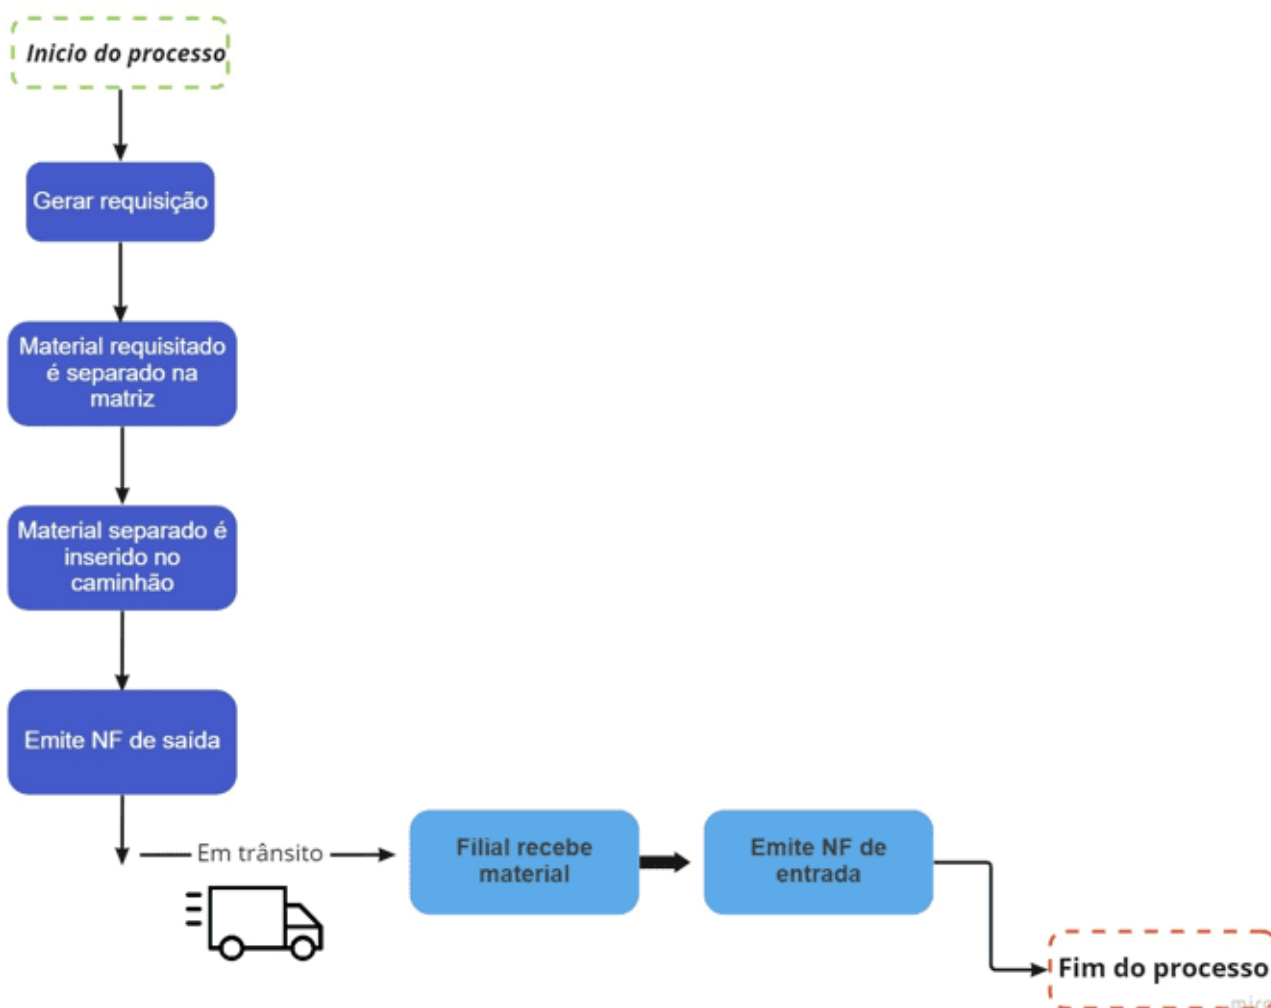 Inicio do processo
Gerar requisição
Material requisitado
é separado na
matriz
Material separado é
inserido no
caminhão
Emite NF de saída
Em trânsito
Filial recebe
material
Emite NF de
entrada
Fim do processo